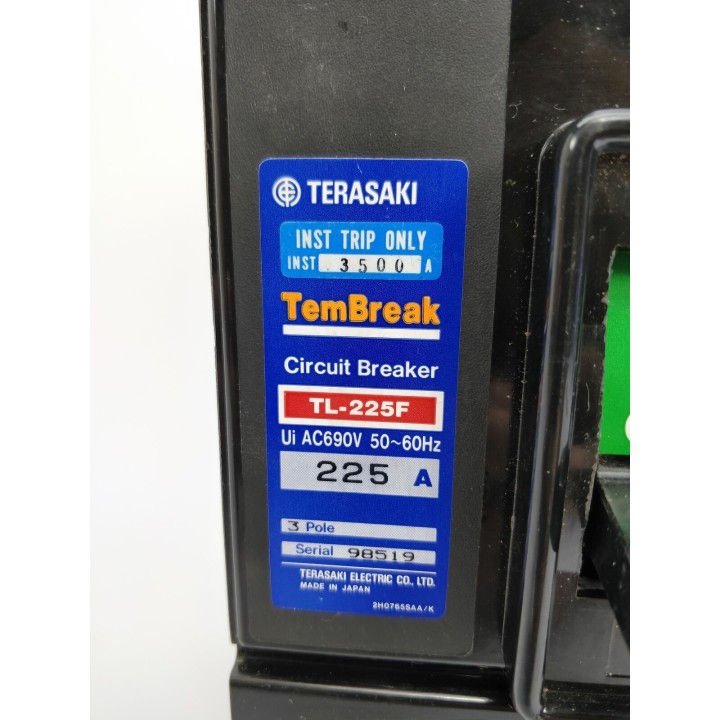 TERASAKI
INST TRIP ONLY
INST 3500 A
TemBreak
Circuit Breaker
TL-225F
Ui AC690V 50~60Hz
225 A
3 Pole
Serial 98519
TERASAKI ELECTRIC CO., LTD.
MADE IN JAPAN
2H0765SAA/K